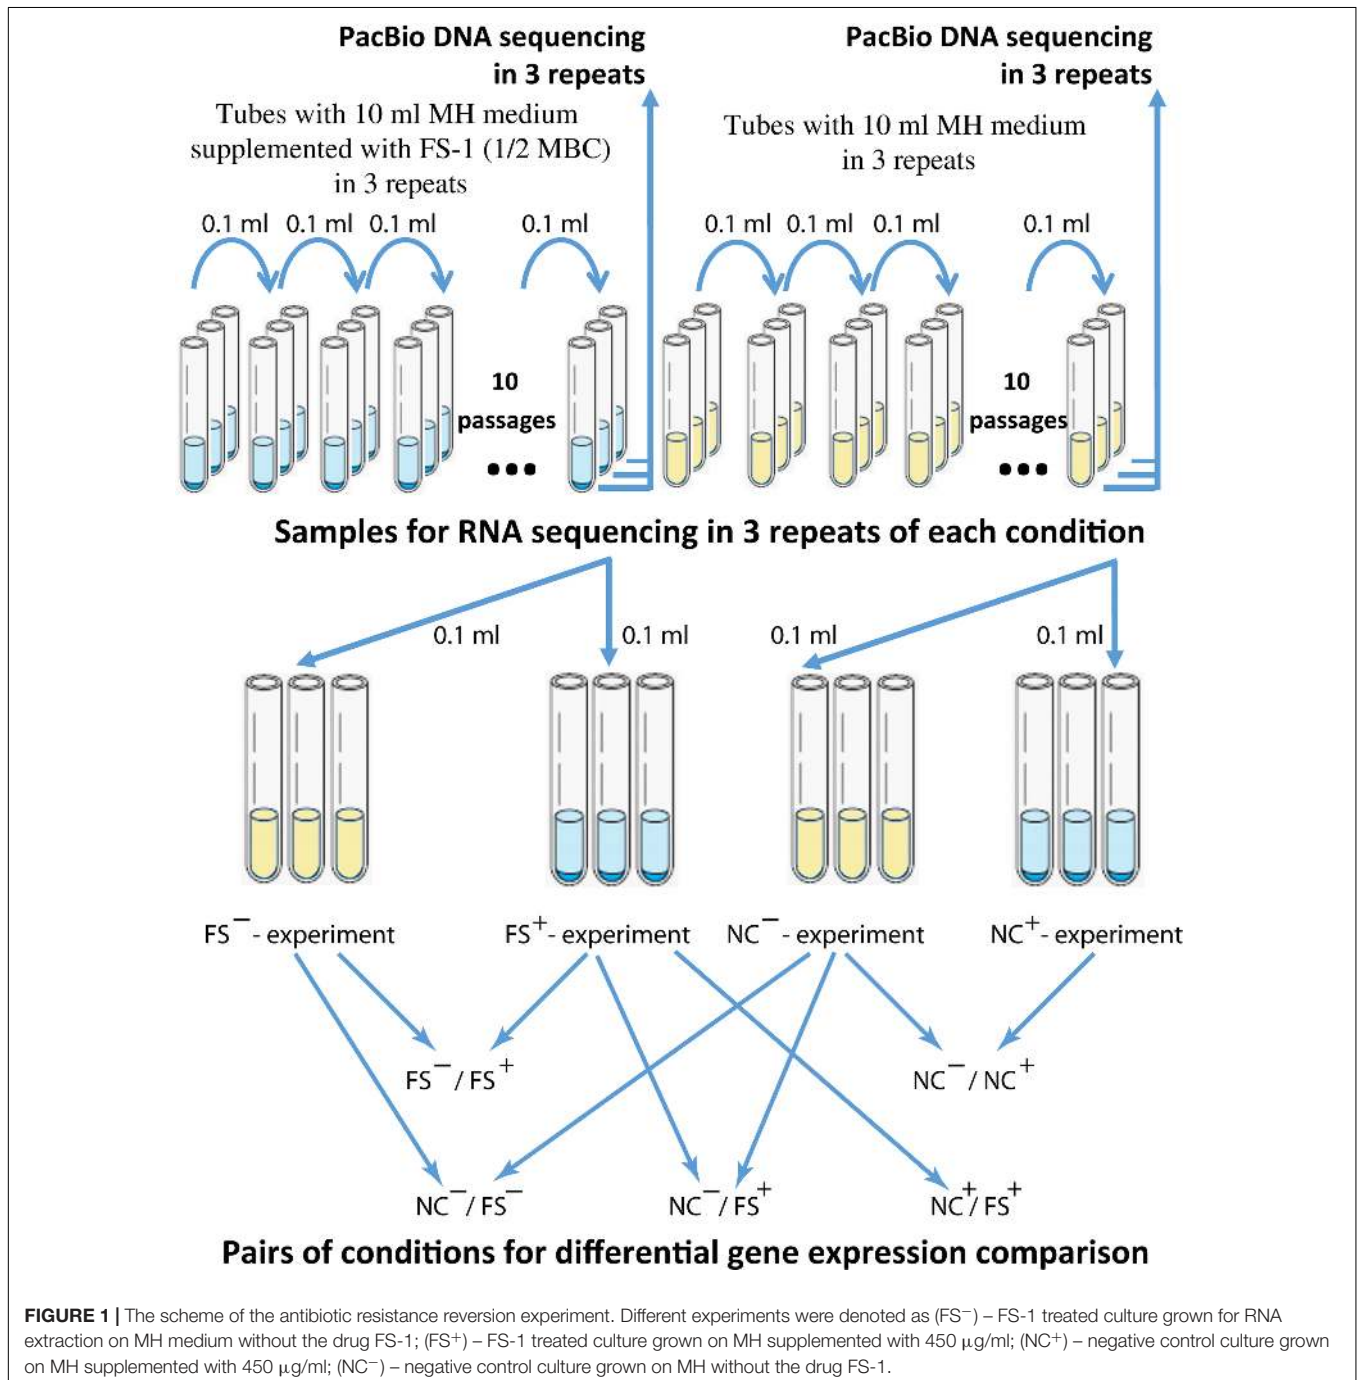 PacBio DNA sequencing
in 3 repeats
Tubes with 10 ml MH medium
supplemented with FS-1 (1/2 MBC)
in 3 repeats
0.1 ml 0.1 ml 0.1 ml 0.1 ml
10
passages
•••
PacBio DNA sequencing
in 3 repeats
Tubes with 10 ml MH medium
in 3 repeats
0.1 ml 0.1 ml 0.1 ml 0.1 ml
10
passages
•••
Samples for RNA sequencing in 3 repeats of each condition
0.1 ml 0.1 ml 0.1 ml 0.1 ml
FS⁻- experiment FS⁺- experiment NC⁻- experiment NC⁺- experiment
FS⁻/ FS⁺ NC⁻/ NC⁺
NC⁻/ FS⁻ NC⁻/ FS⁺ NC⁺/ FS⁺
Pairs of conditions for differential gene expression comparison
FIGURE 1 | The scheme of the antibiotic resistance reversion experiment. Different experiments were denoted as (FS⁻) – FS-1 treated culture grown for RNA
extraction on MH medium without the drug FS-1; (FS⁺) – FS-1 treated culture grown on MH supplemented with 450 μg/ml; (NC⁺) – negative control culture grown
on MH supplemented with 450 μg/ml; (NC⁻) – negative control culture grown on MH without the drug FS-1.